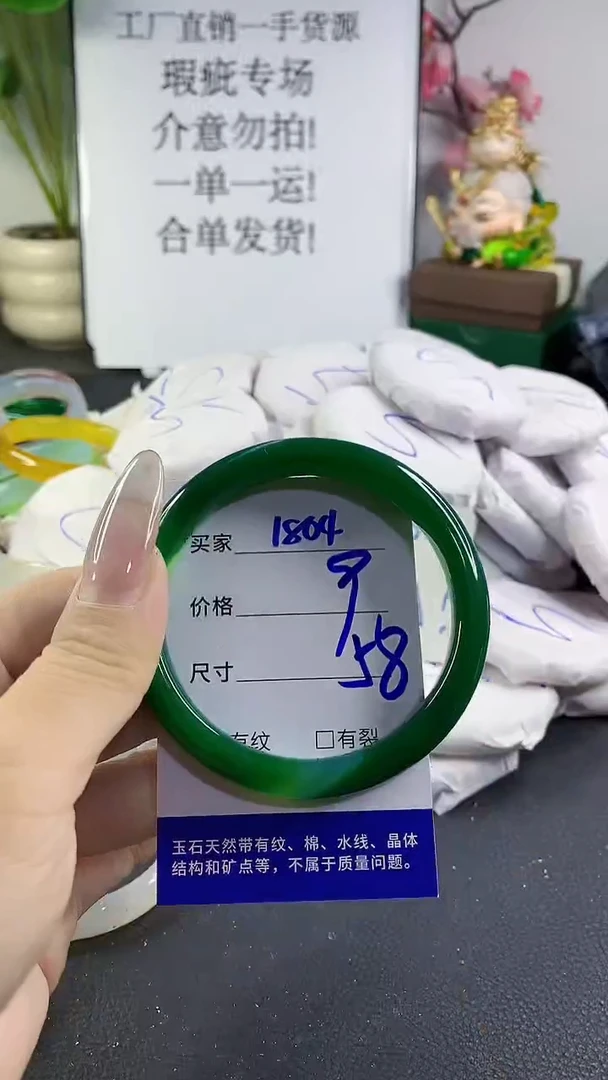 工厂直销一手货源
瑕疵专场
介意勿拍!
一单一运!
合单发货!
买家 1804
价格 9
尺寸 58
有纹 □有裂
玉石天然带有纹、棉、水线、晶体
结构和矿点等，不属于质量问题。